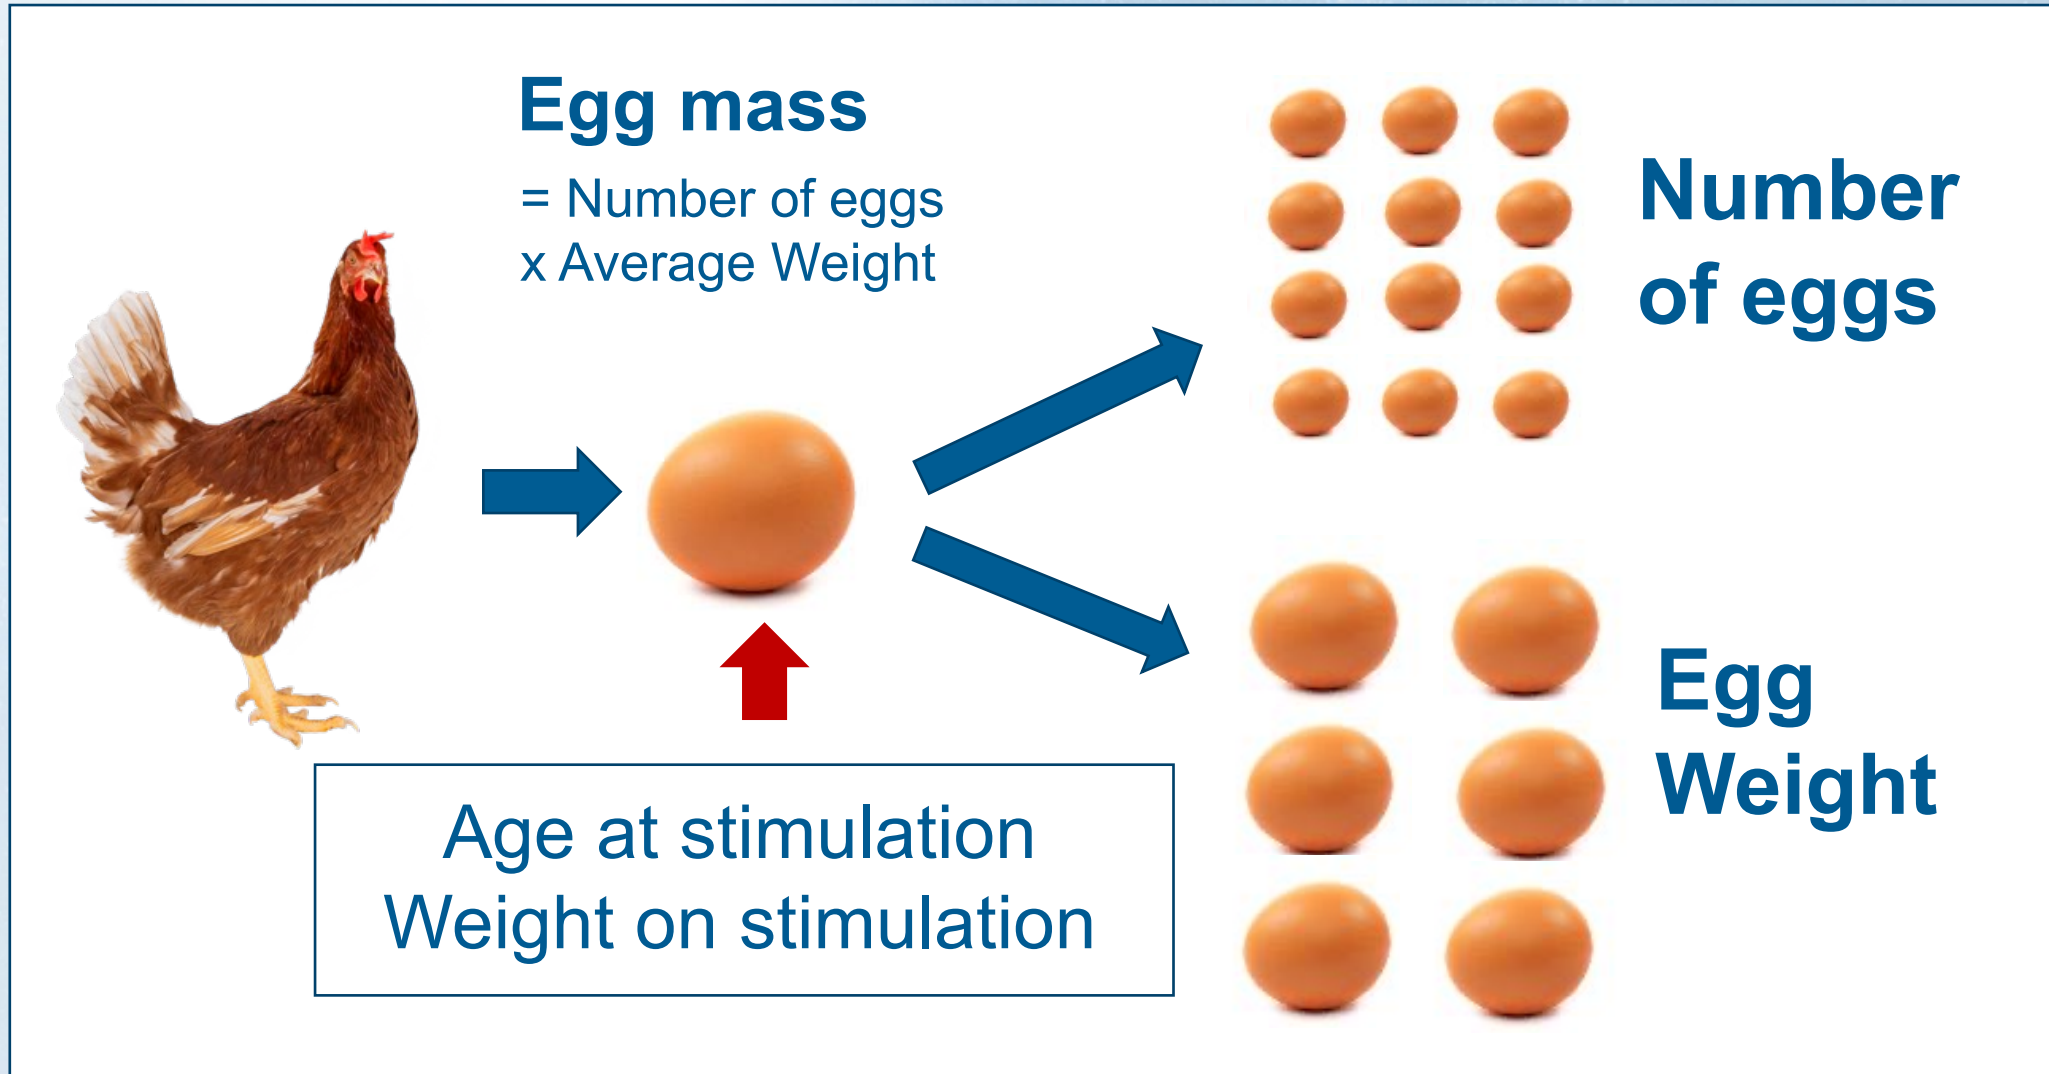 Egg mass
= Number of eggs
x Average Weight
Number
of eggs
Egg
Weight
Age at stimulation
Weight on stimulation